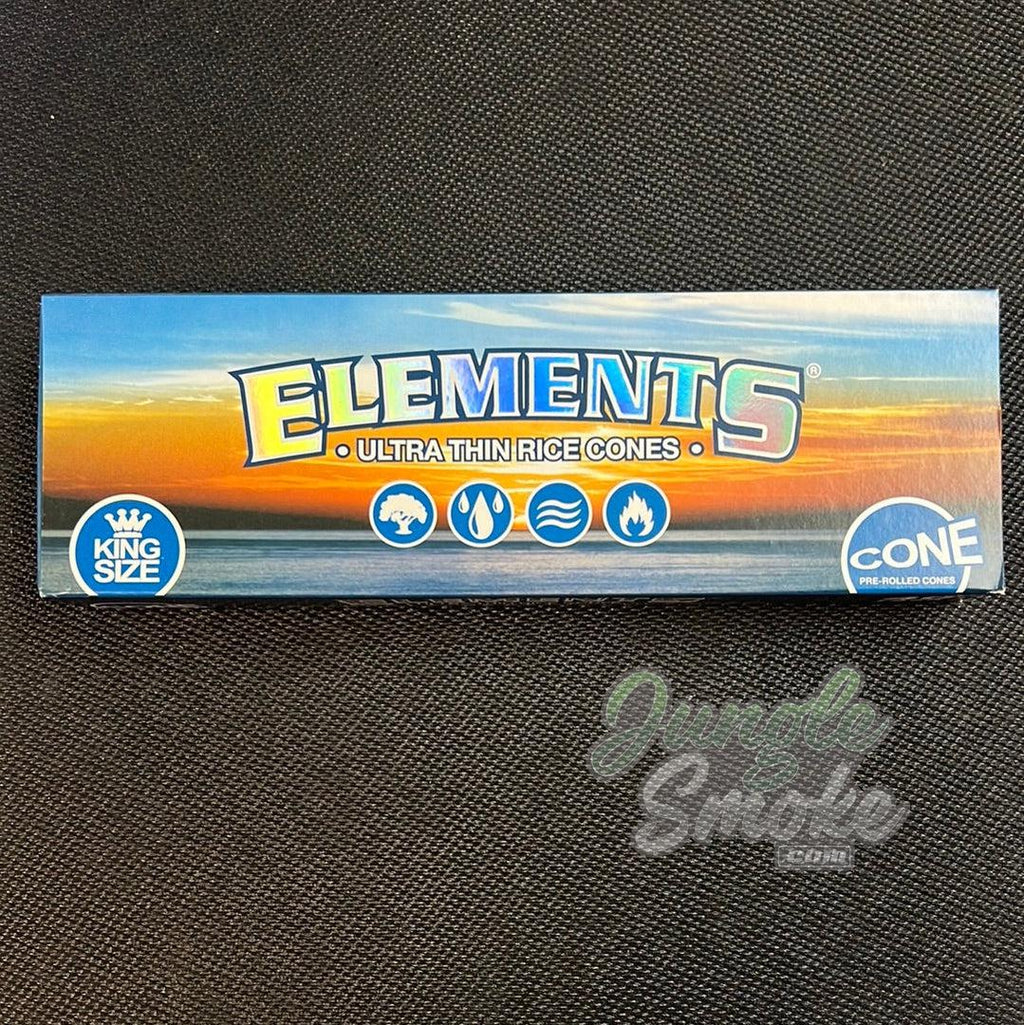 ELEMENTS®
• ULTRA THIN RICE CONES •
KING
SIZE
CONE
PRE-ROLLED CONES
Jungle
Smoke
.com